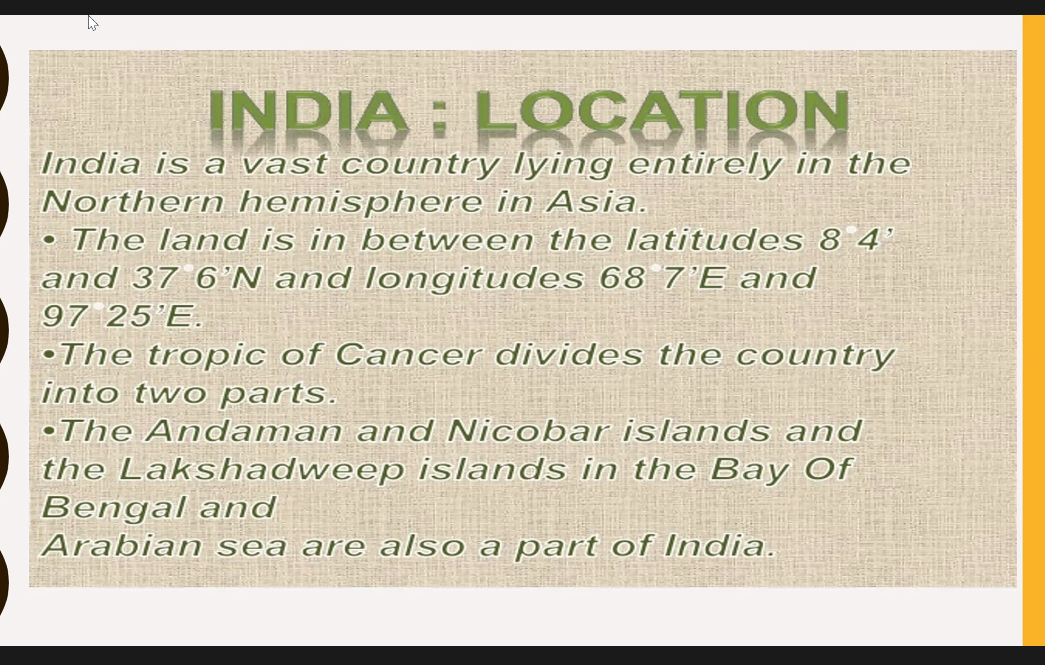 INDIA : LOCATION
India is a vast country lying entirely in the
Northern hemisphere in Asia.
• The land is in between the latitudes 8°4’
and 37°6’N and longitudes 68°7’E and
97°25’E.
•The tropic of Cancer divides the country
into two parts.
•The Andaman and Nicobar islands and
the Lakshadweep islands in the Bay Of
Bengal and
Arabian sea are also a part of India.